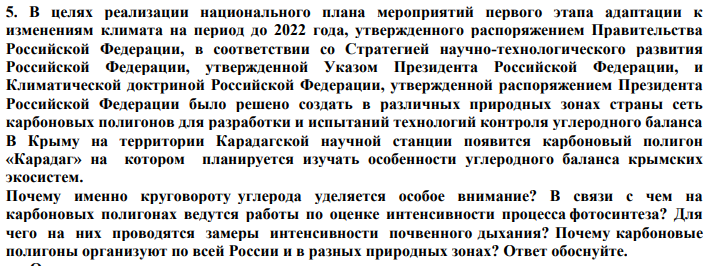 5. В целях реализации национального плана мероприятий первого этапа адаптации к
изменениям климата на период до 2022 года, утвержденного распоряжением Правительства
Российской Федерации, в соответствии со Стратегией научно-технологического развития
Российской Федерации, утвержденной Указом Президента Российской Федерации, и
Климатической доктриной Российской Федерации, утвержденной распоряжением Президента
Российской Федерации было решено создать в различных природных зонах страны сеть
карбоновых полигонов для разработки и испытаний технологий контроля углеродного баланса
В Крыму на территории Карадагской научной станции появится карбоновый полигон
«Карадаг» на котором планируется изучать особенности углеродного баланса крымских
экосистем.
Почему именно круговороту углерода уделяется особое внимание? В связи с чем на
карбоновых полигонах ведутся работы по оценке интенсивности процесса фотосинтеза? Для
чего на них проводятся замеры интенсивности почвенного дыхания? Почему карбоновые
полигоны организуют по всей России и в разных природных зонах? Ответ обоснуйте.